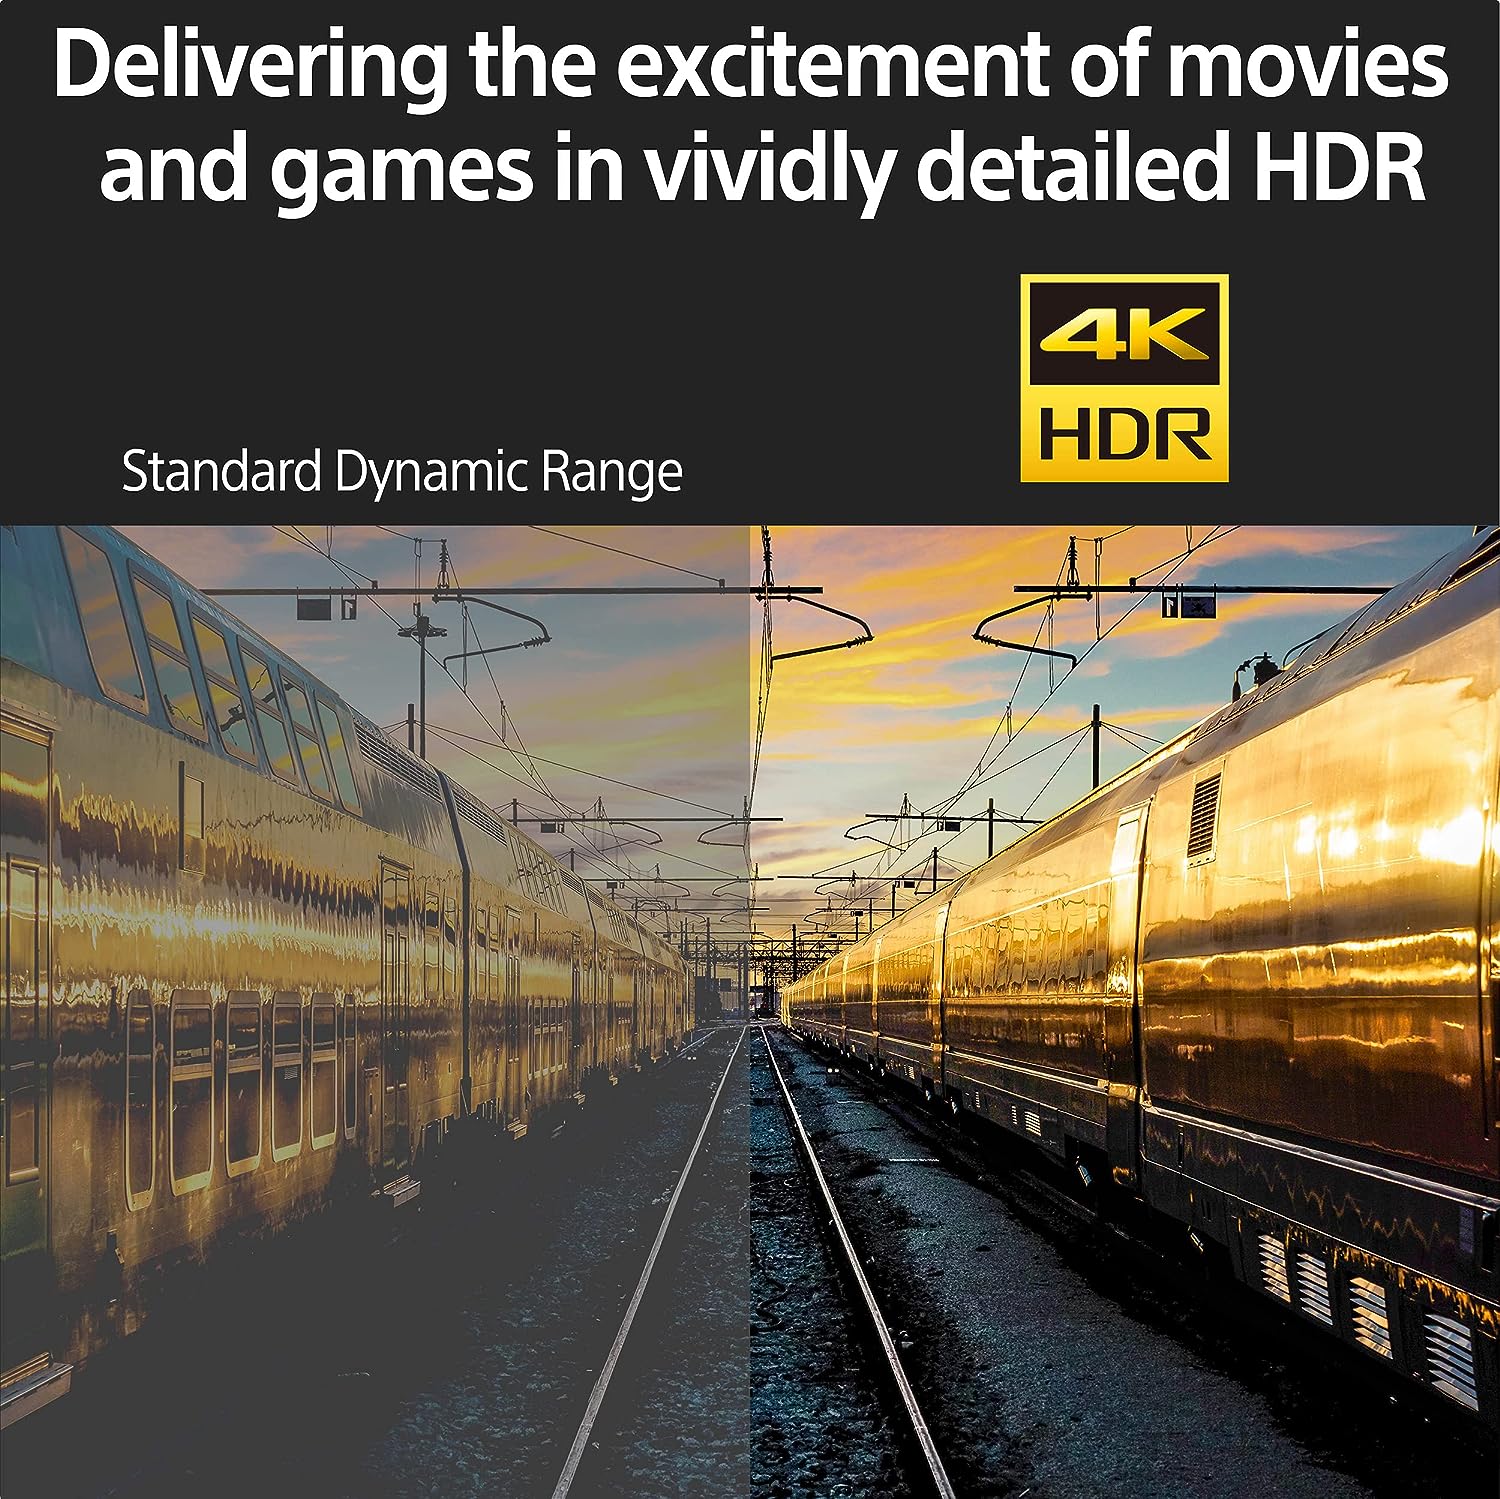 Delivering the excitement of movies
and games in vividly detailed HDR
4K
HDR
Standard Dynamic Range